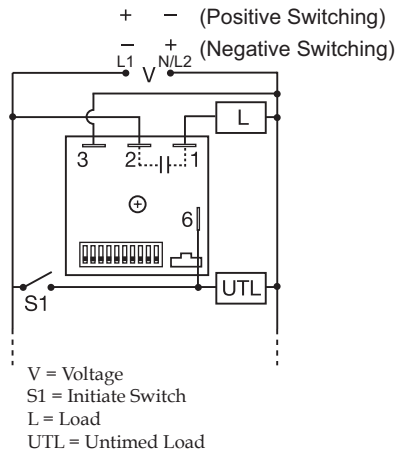 + − (Positive Switching)
− + (Negative Switching)
L1 V N/L2
L
3 2 1
6
UTL
S1
V = Voltage
S1 = Initiate Switch
L = Load
UTL = Untimed Load